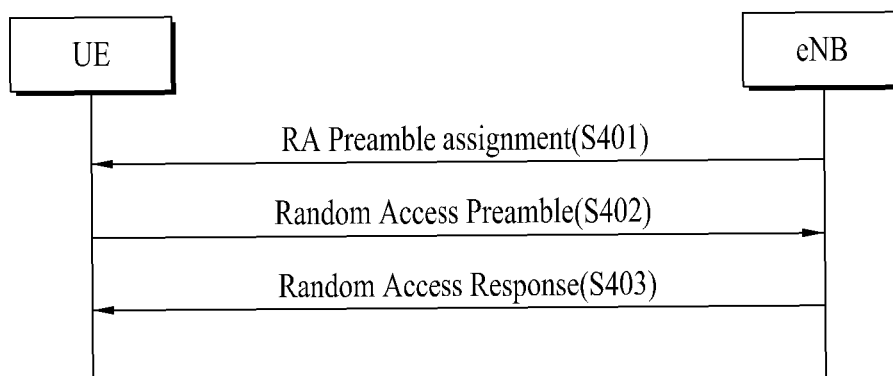 UE
eNB
RA Preamble assignment(S401)
Random Access Preamble(S402)
Random Access Response(S403)